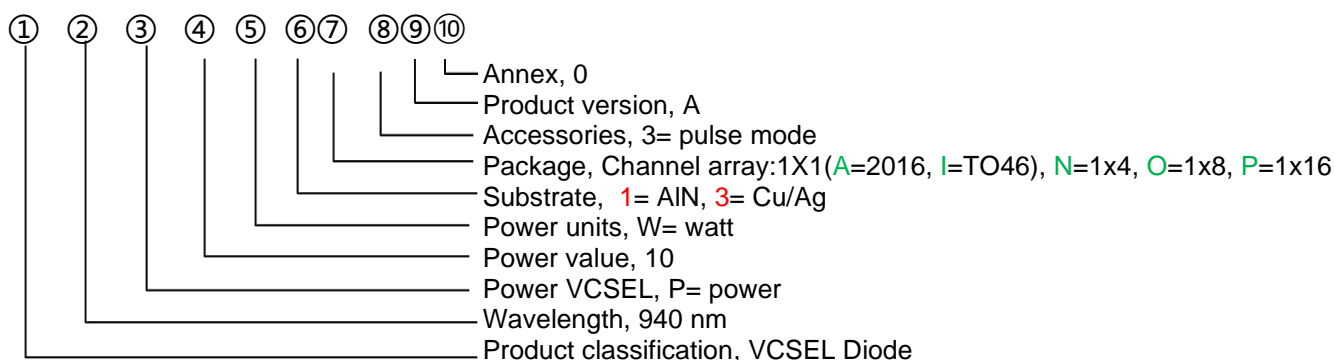 ① ② ③ ④ ⑤ ⑥⑦ ⑧⑨⑩
Annex, 0
Product version, A
Accessories, 3= pulse mode
Package, Channel array:1X1(A=2016, I=TO46), N=1x4, O=1x8, P=1x16
Substrate, 1= AlN, 3= Cu/Ag
Power units, W= watt
Power value, 10
Power VCSEL, P= power
Wavelength, 940 nm
Product classification, VCSEL Diode